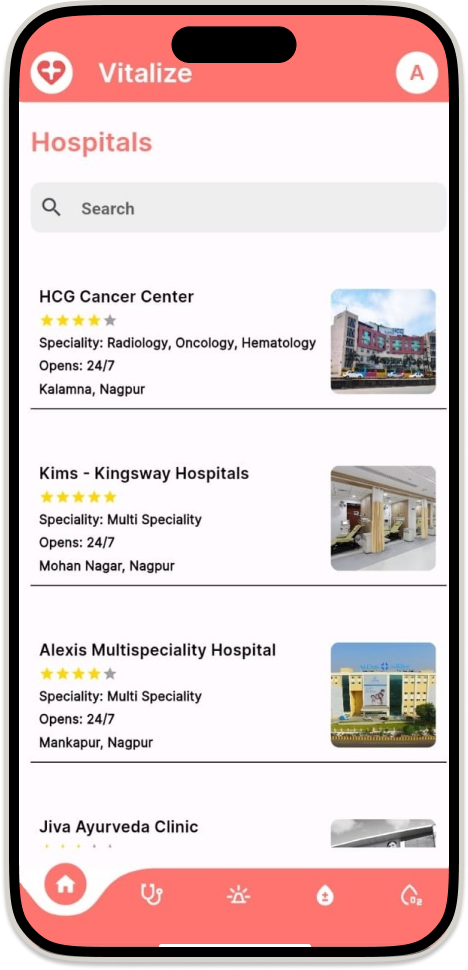 Vitalize
A
Hospitals
Search
HCG Cancer Center
Speciality: Radiology, Oncology, Hematology
Opens: 24/7
Kalamna, Nagpur
Kims - Kingsway Hospitals
Speciality: Multi Speciality
Opens: 24/7
Mohan Nagar, Nagpur
Alexis Multispeciality Hospital
Speciality: Multi Speciality
Opens: 24/7
Mankapur, Nagpur
Jiva Ayurveda Clinic
O2